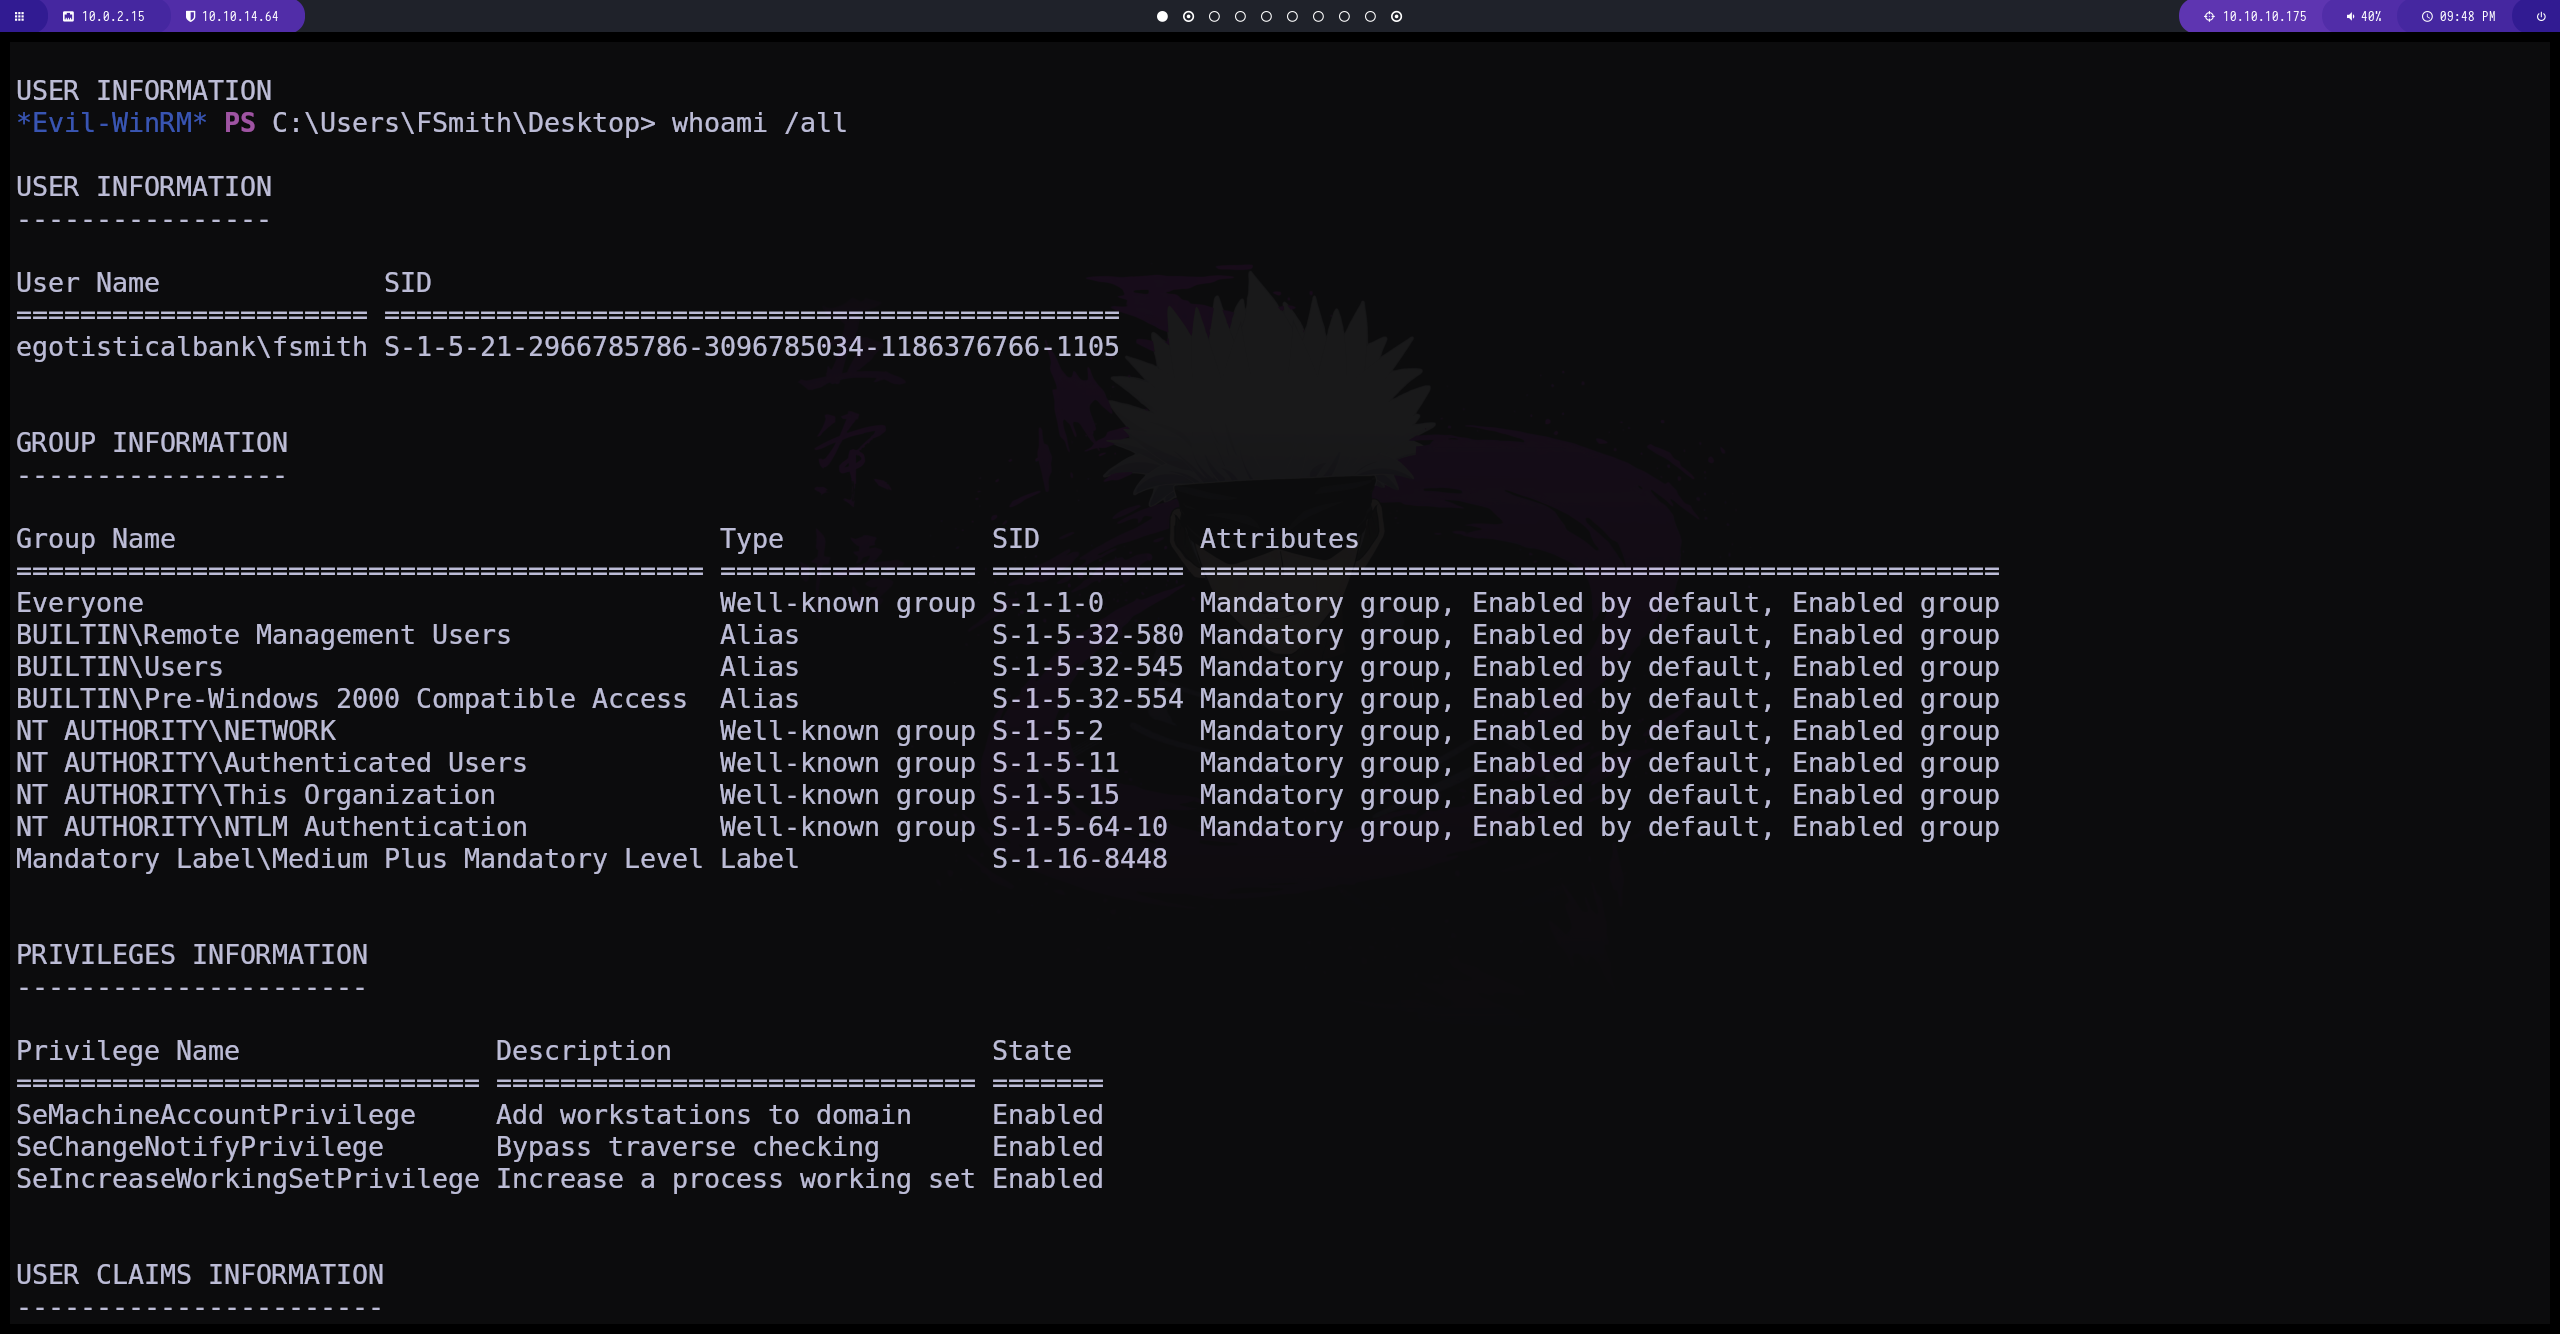 10.0.2.15 10.10.14.64 10.10.10.175 40% 09:48 PM
USER INFORMATION
*Evil-WinRM* PS C:\Users\FSmith\Desktop> whoami /all
USER INFORMATION
----------------
User Name              SID
====================== ==============================================
egotisticalbank\fsmith S-1-5-21-2966785786-3096785034-1186376766-1105
GROUP INFORMATION
-----------------
Group Name                                  Type             SID          Attributes
=========================================== ================ ============ ==================================================
Everyone                                    Well-known group S-1-1-0      Mandatory group, Enabled by default, Enabled group
BUILTIN\Remote Management Users             Alias            S-1-5-32-580 Mandatory group, Enabled by default, Enabled group
BUILTIN\Users                               Alias            S-1-5-32-545 Mandatory group, Enabled by default, Enabled group
BUILTIN\Pre-Windows 2000 Compatible Access  Alias            S-1-5-32-554 Mandatory group, Enabled by default, Enabled group
NT AUTHORITY\NETWORK                        Well-known group S-1-5-2      Mandatory group, Enabled by default, Enabled group
NT AUTHORITY\Authenticated Users            Well-known group S-1-5-11     Mandatory group, Enabled by default, Enabled group
NT AUTHORITY\This Organization              Well-known group S-1-5-15     Mandatory group, Enabled by default, Enabled group
NT AUTHORITY\NTLM Authentication            Well-known group S-1-5-64-10  Mandatory group, Enabled by default, Enabled group
Mandatory Label\Medium Plus Mandatory Level Label            S-1-16-8448
PRIVILEGES INFORMATION
----------------------
Privilege Name                Description                    State
============================= ============================== =======
SeMachineAccountPrivilege     Add workstations to domain     Enabled
SeChangeNotifyPrivilege       Bypass traverse checking       Enabled
SeIncreaseWorkingSetPrivilege Increase a process working set Enabled
USER CLAIMS INFORMATION
-----------------------